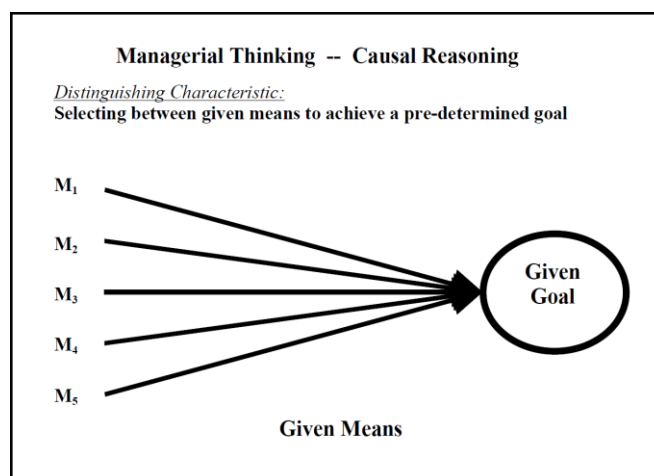 Managerial Thinking -- Causal Reasoning
Distinguishing Characteristic:
Selecting between given means to achieve a pre-determined goal
M₁
M₂
M₃
M₄
M₅
Given
Goal
Given Means